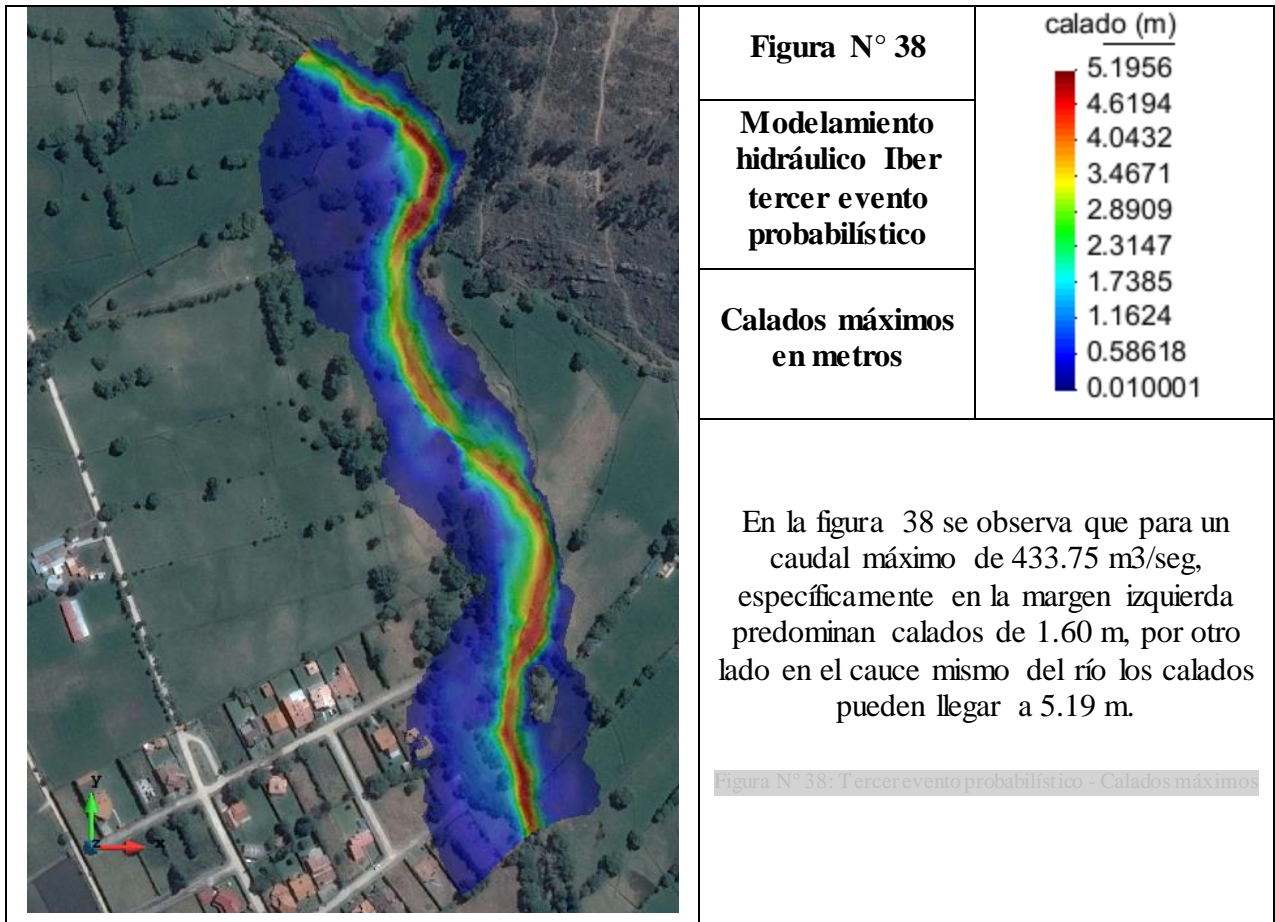 Figura N° 38
Modelamiento
hidráulico Iber
tercer evento
probabilístico
Calados máximos
en metros
calado (m)
5.1956
4.6194
4.0432
3.4671
2.8909
2.3147
1.7385
1.1624
0.58618
0.010001
En la figura 38 se observa que para un
caudal máximo de 433.75 m3/seg,
específicamente en la margen izquierda
predominan calados de 1.60 m, por otro
lado en el cauce mismo del río los calados
pueden llegar a 5.19 m.
Figura N° 38: Tercer evento probabilístico - Calados máximos
y
z
x